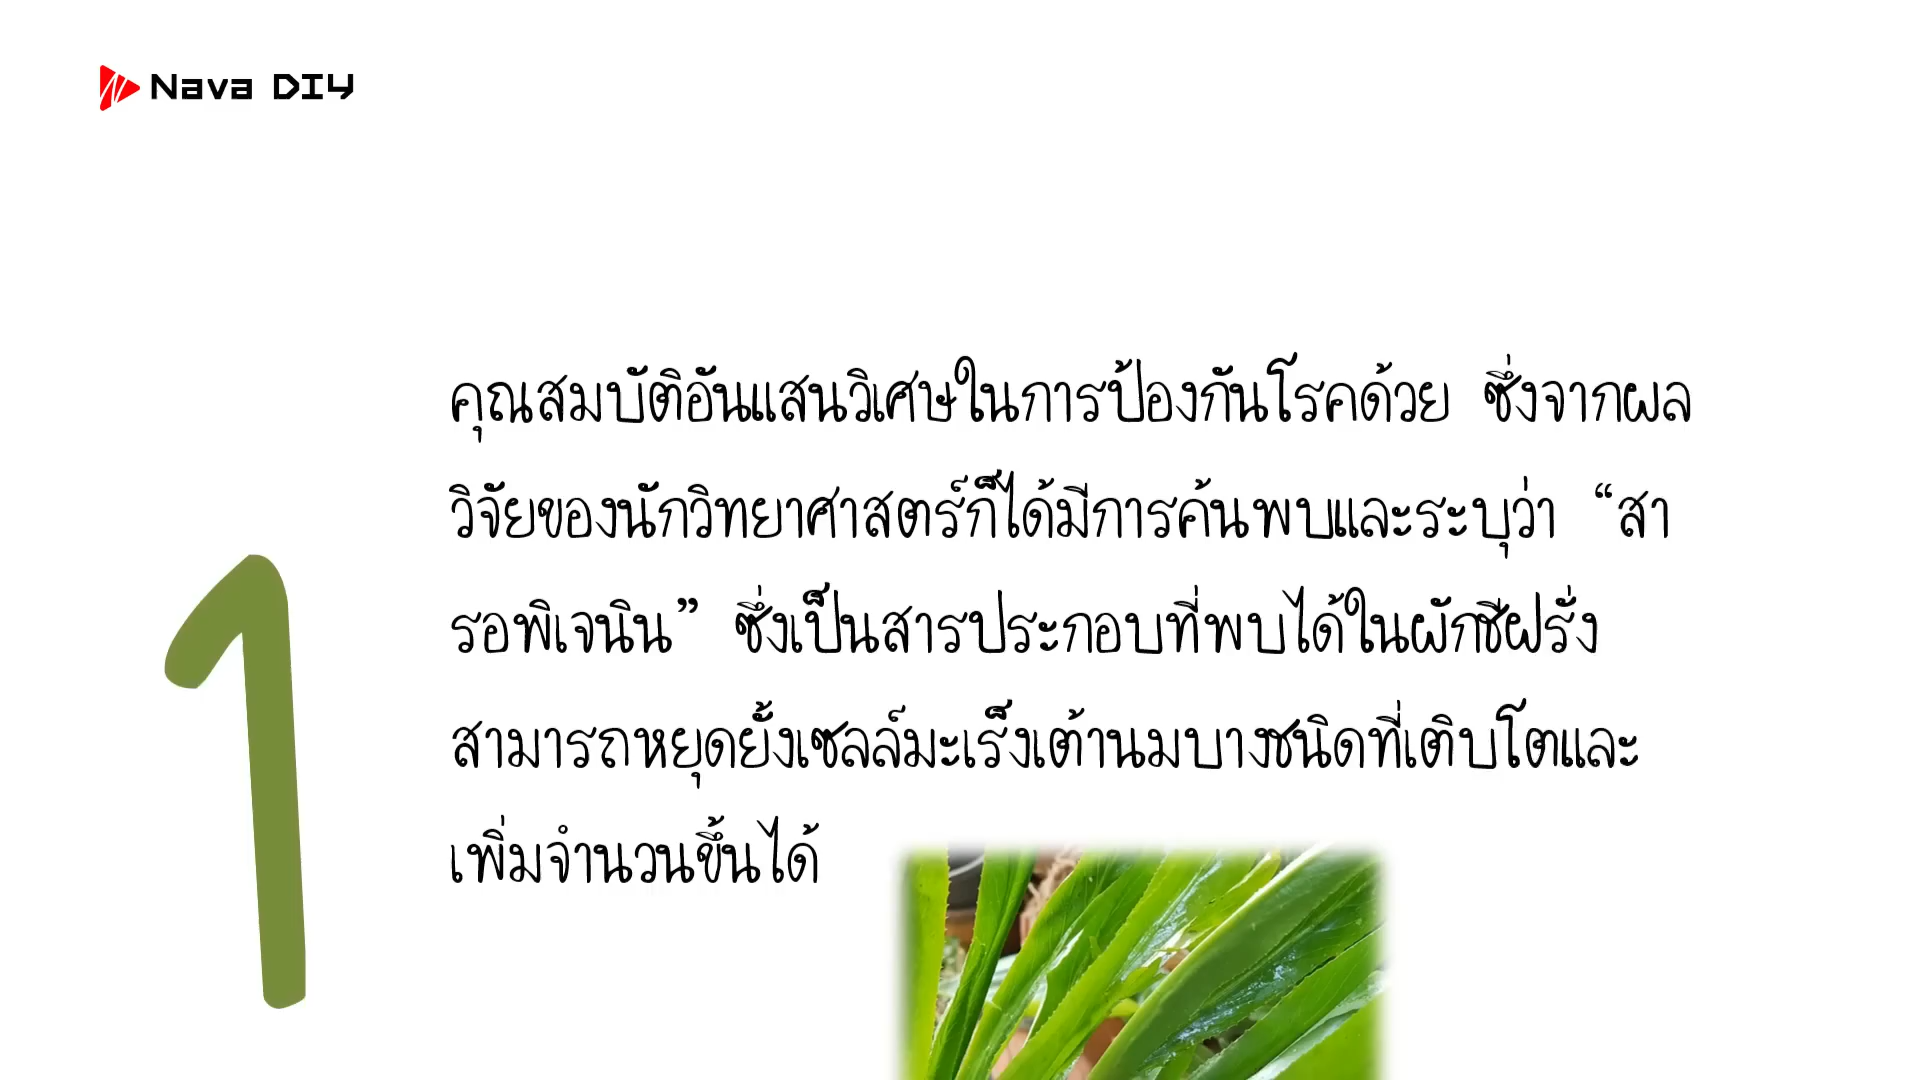 Nava DIY
คุณสมบัติอันแสนวิเศษในการป้องกันโรคด้วย ซึ่งจากผล
วิจัยของนักวิทยาศาสตร์ก็ได้มีการค้นพบและระบุว่า “สา
รอพิเจนิน” ซึ่งเป็นสารประกอบที่พบได้ในผักชีฝรั่ง
สามารถหยุดยั้งเซลล์มะเร็งเต้านมบางชนิดที่เติบโตและ
เพิ่มจำนวนขึ้นได้
1